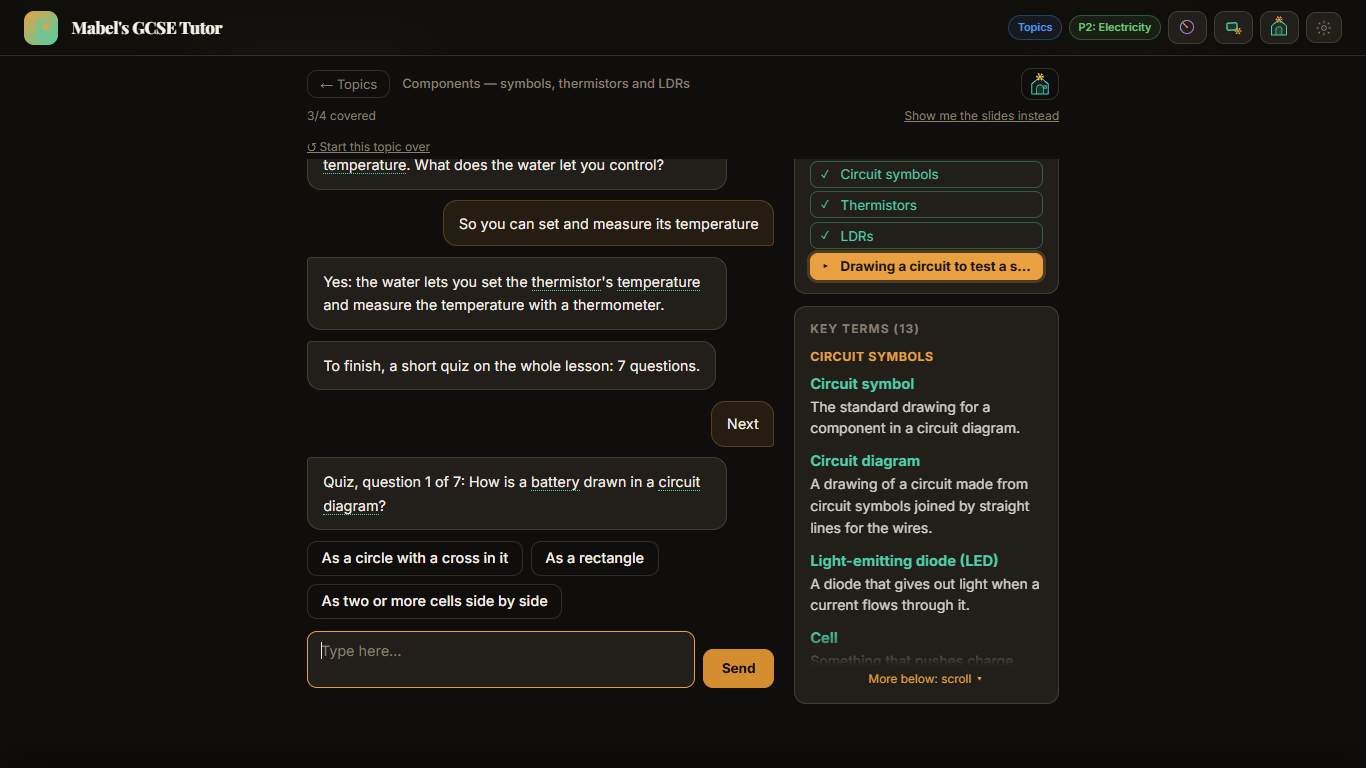 Mabel's GCSE Tutor
Topics
P2: Electricity
← Topics
Components — symbols, thermistors and LDRs
3/4 covered
Show me the slides instead
↺ Start this topic over
temperature. What does the water let you control?
So you can set and measure its temperature
Yes: the water lets you set the thermistor's temperature
and measure the temperature with a thermometer.
To finish, a short quiz on the whole lesson: 7 questions.
Next
Quiz, question 1 of 7: How is a battery drawn in a circuit
diagram?
As a circle with a cross in it
As a rectangle
As two or more cells side by side
Type here...
Send
✓ Circuit symbols
✓ Thermistors
✓ LDRs
▸ Drawing a circuit to test a s...
KEY TERMS (13)
CIRCUIT SYMBOLS
Circuit symbol
The standard drawing for a
component in a circuit diagram.
Circuit diagram
A drawing of a circuit made from
circuit symbols joined by straight
lines for the wires.
Light-emitting diode (LED)
A diode that gives out light when a
current flows through it.
Cell
Something that pushes charge
More below: scroll ▾